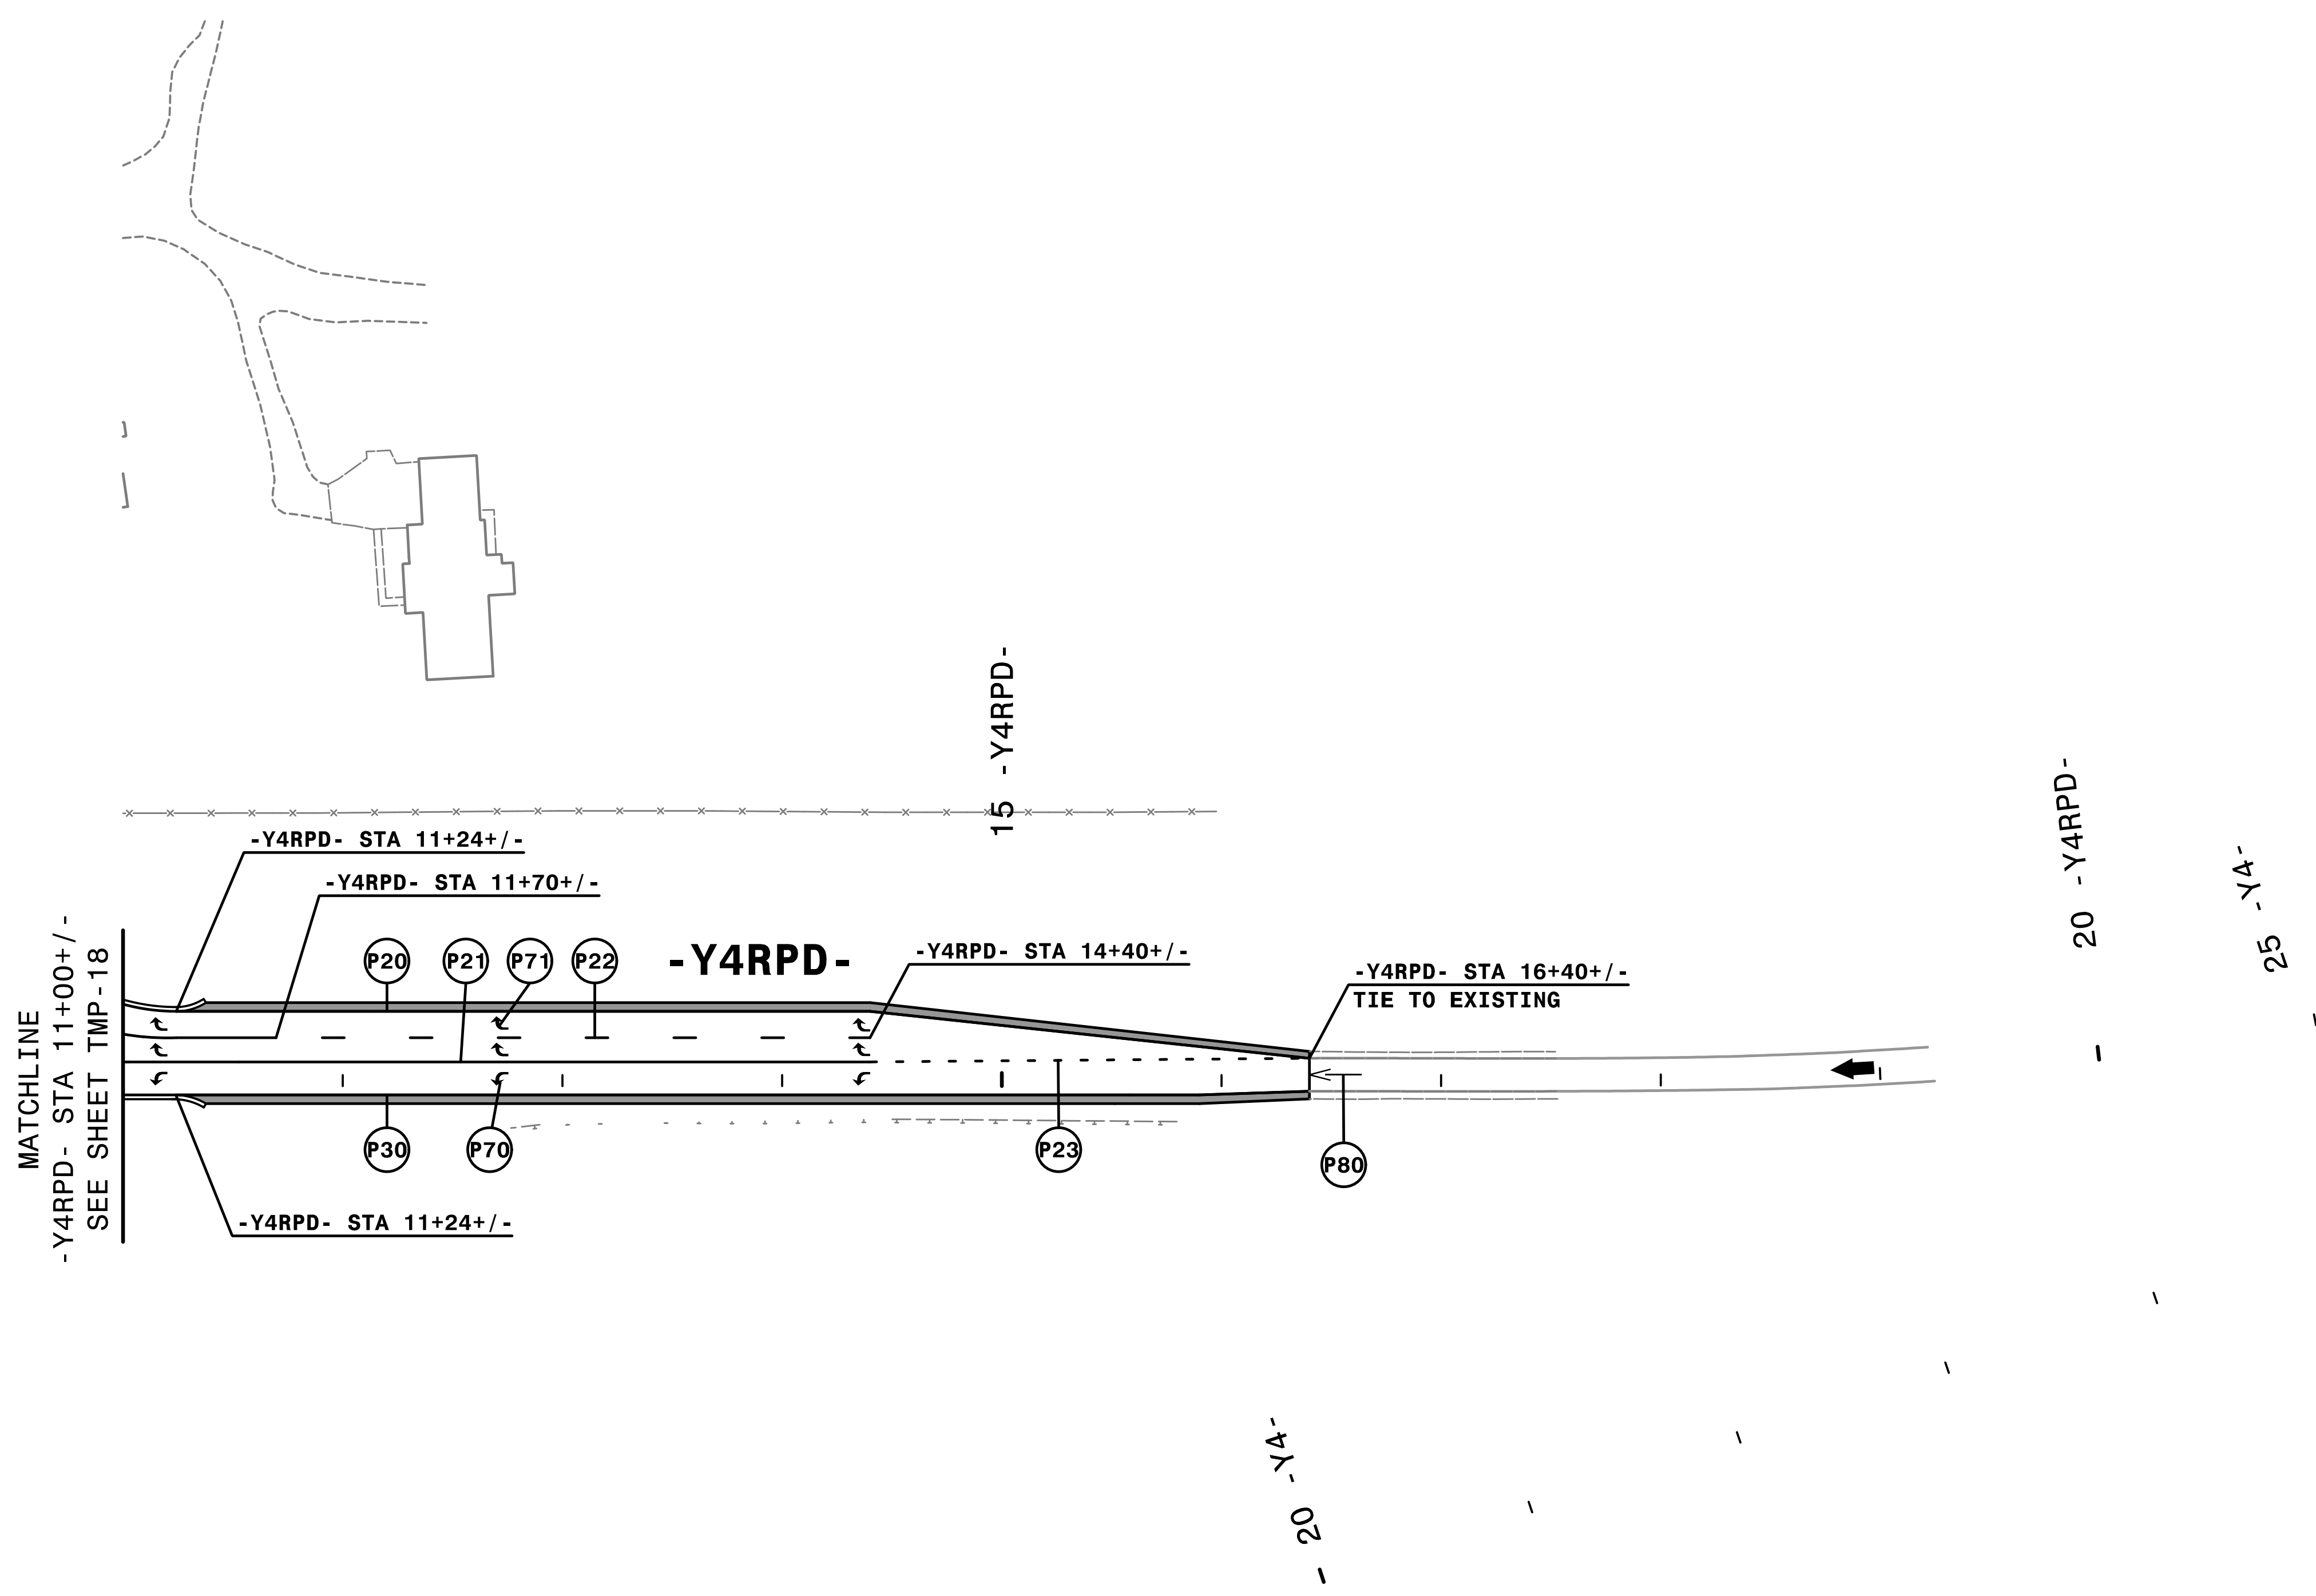 15 -Y4RPD-
20 -Y4RPD-
25 -Y4-
-Y4RPD- STA 11+24+/-
-Y4RPD- STA 11+70+/-
MATCHLINE
-Y4RPD- STA 11+00+/-
SEE SHEET TMP-18
P20
P21
P71
P22
-Y4RPD-
-Y4RPD- STA 14+40+/-
-Y4RPD- STA 16+40+/-
TIE TO EXISTING
P30
P70
P23
P80
-Y4RPD- STA 11+24+/-
20 -Y4-